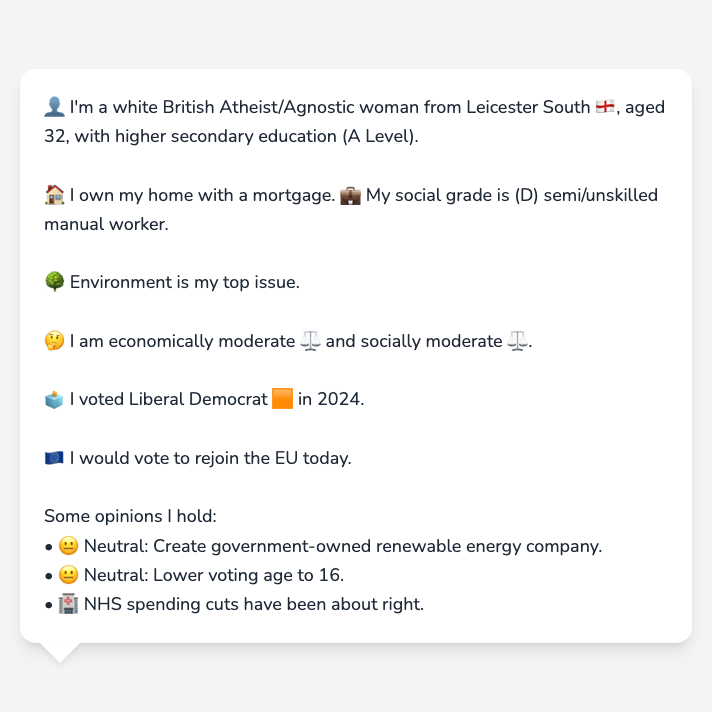 👤 I'm a white British Atheist/Agnostic woman from Leicester South 🏴󠁧󠁢󠁥󠁮󠁧󠁿, aged
32, with higher secondary education (A Level).
🏠 I own my home with a mortgage. 💼 My social grade is (D) semi/unskilled
manual worker.
🌳 Environment is my top issue.
🤔 I am economically moderate ⚖️ and socially moderate ⚖️.
🗳️ I voted Liberal Democrat 🟧 in 2024.
🇪🇺 I would vote to rejoin the EU today.
Some opinions I hold:
• 😐 Neutral: Create government-owned renewable energy company.
• 😐 Neutral: Lower voting age to 16.
• 🏥 NHS spending cuts have been about right.